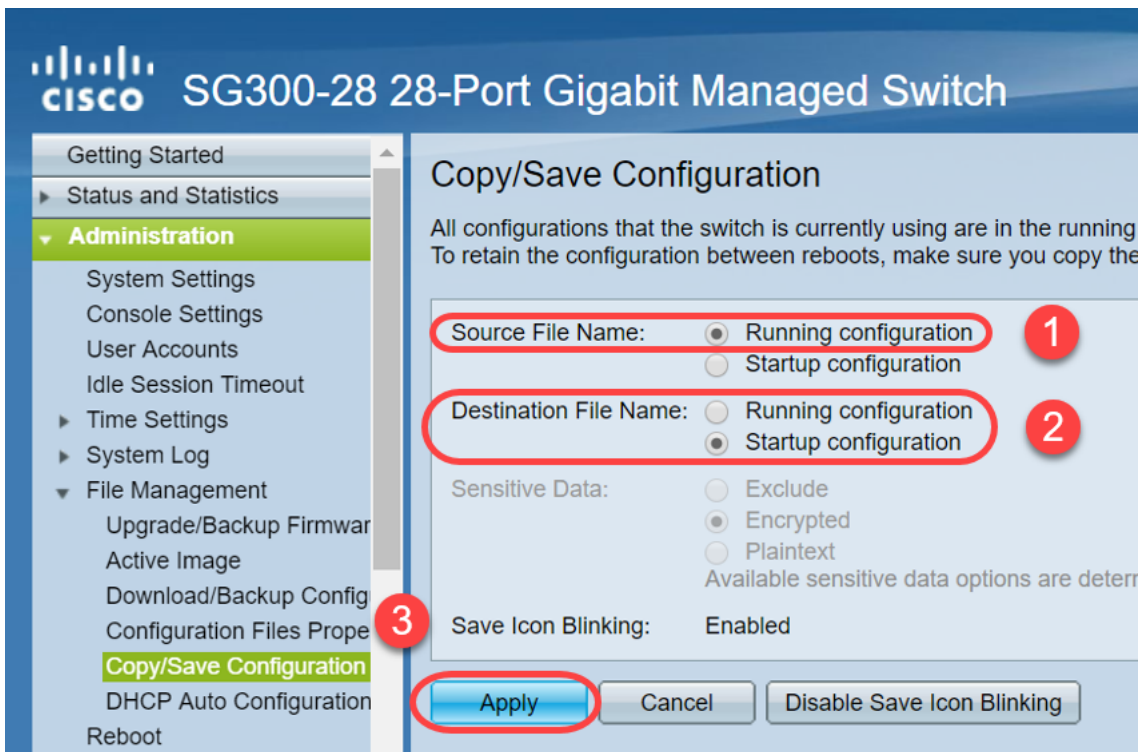 CISCO
SG300-28 28-Port Gigabit Managed Switch
Getting Started
Status and Statistics
Administration
System Settings
Console Settings
User Accounts
Idle Session Timeout
Time Settings
System Log
File Management
Upgrade/Backup Firmwar
Active Image
Download/Backup Config
Configuration Files Prope
Copy/Save Configuration
DHCP Auto Configuration
Reboot
Copy/Save Configuration
All configurations that the switch is currently using are in the running
To retain the configuration between reboots, make sure you copy the
Source File Name: Running configuration 1
Startup configuration
Destination File Name: Running configuration 2
Startup configuration
Sensitive Data: Exclude
Encrypted
Plaintext
Available sensitive data options are deterr
3 Save Icon Blinking: Enabled
Apply Cancel Disable Save Icon Blinking